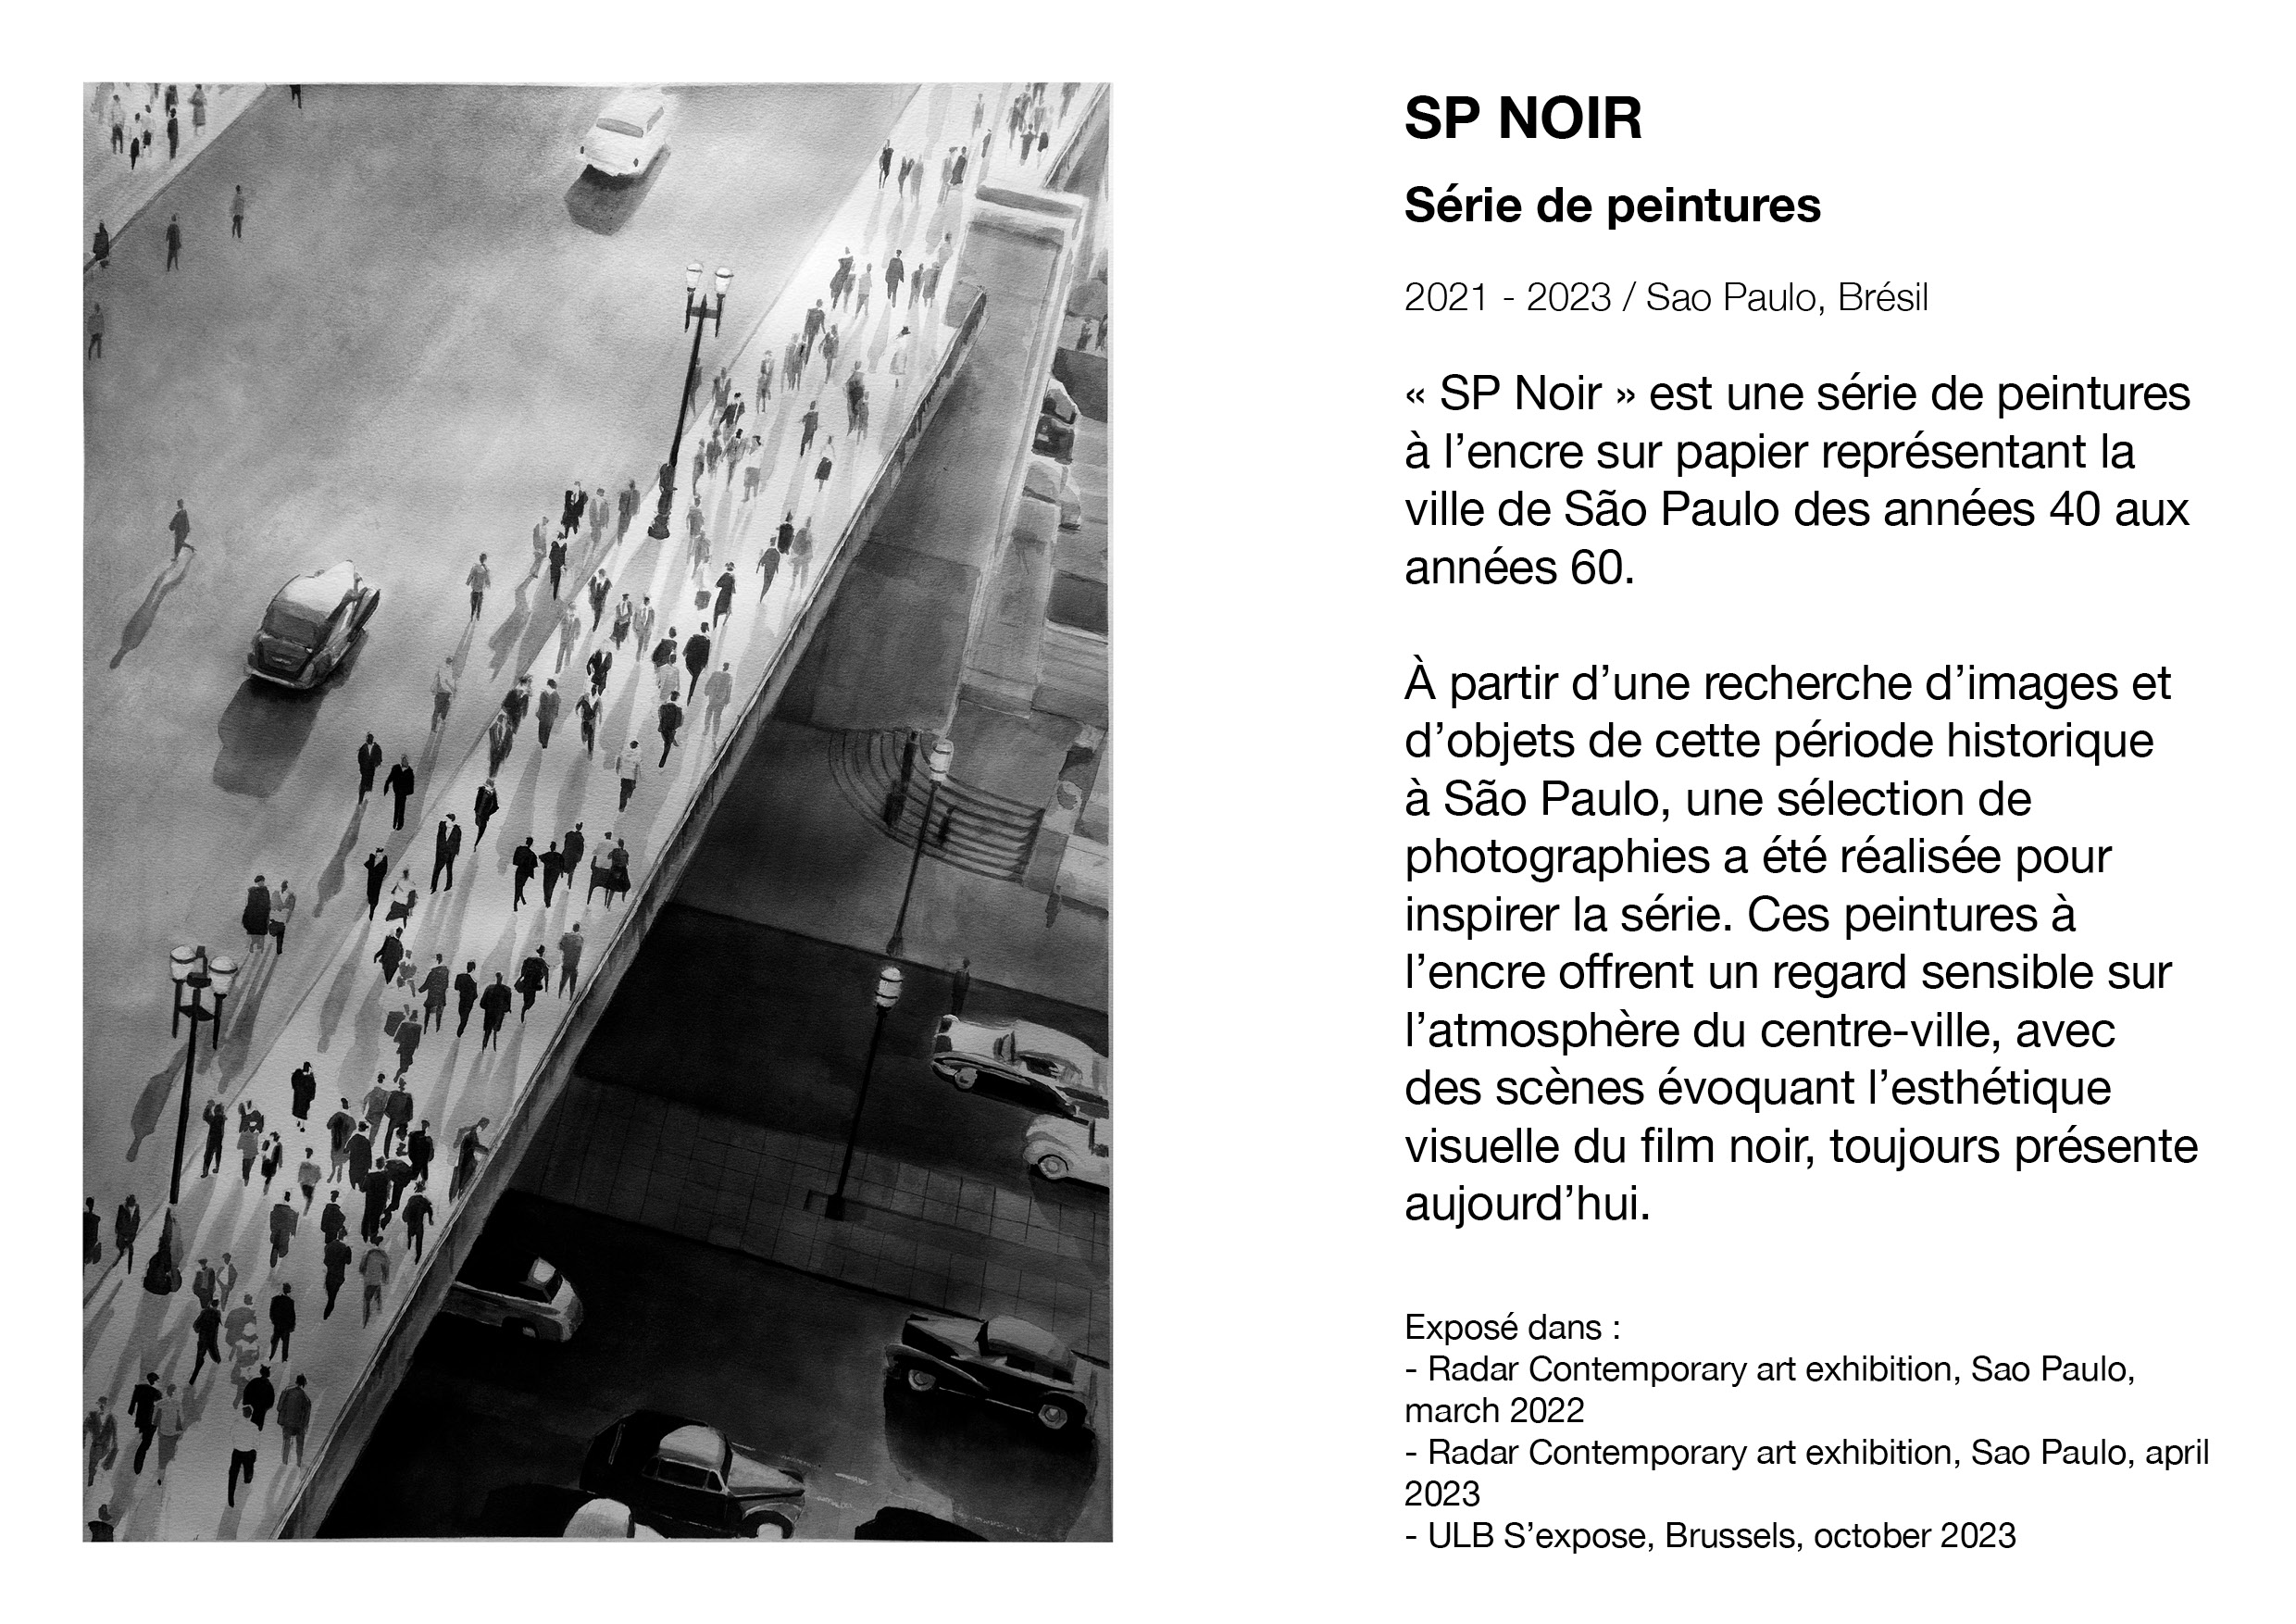 SP NOIR
Série de peintures
2021 - 2023 / Sao Paulo, Brésil
« SP Noir » est une série de peintures
à l’encre sur papier représentant la
ville de São Paulo des années 40 aux
années 60.
À partir d’une recherche d’images et
d’objets de cette période historique
à São Paulo, une sélection de
photographies a été réalisée pour
inspirer la série. Ces peintures à
l’encre offrent un regard sensible sur
l’atmosphère du centre-ville, avec
des scènes évoquant l’esthétique
visuelle du film noir, toujours présente
aujourd’hui.
Exposé dans :
- Radar Contemporary art exhibition, Sao Paulo,
march 2022
- Radar Contemporary art exhibition, Sao Paulo, april
2023
- ULB S’expose, Brussels, october 2023